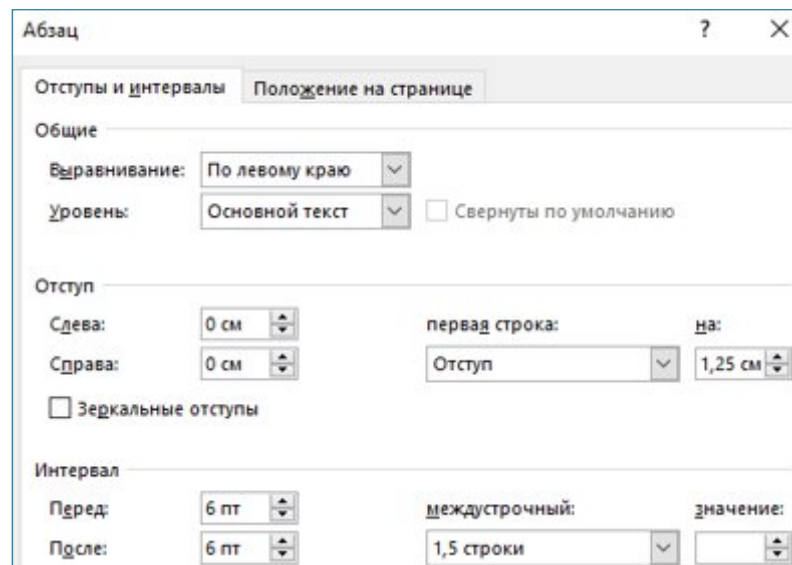 Абзац ? ×
Отступы и интервалы Положение на странице
Общие
Выравнивание: По левому краю
Уровень: Основной текст Свернуты по умолчанию
Отступ
Слева: 0 см первая строка: на:
Справа: 0 см Отступ 1,25 см
Зеркальные отступы
Интервал
Перед: 6 пт междустрочный: значение:
После: 6 пт 1,5 строки